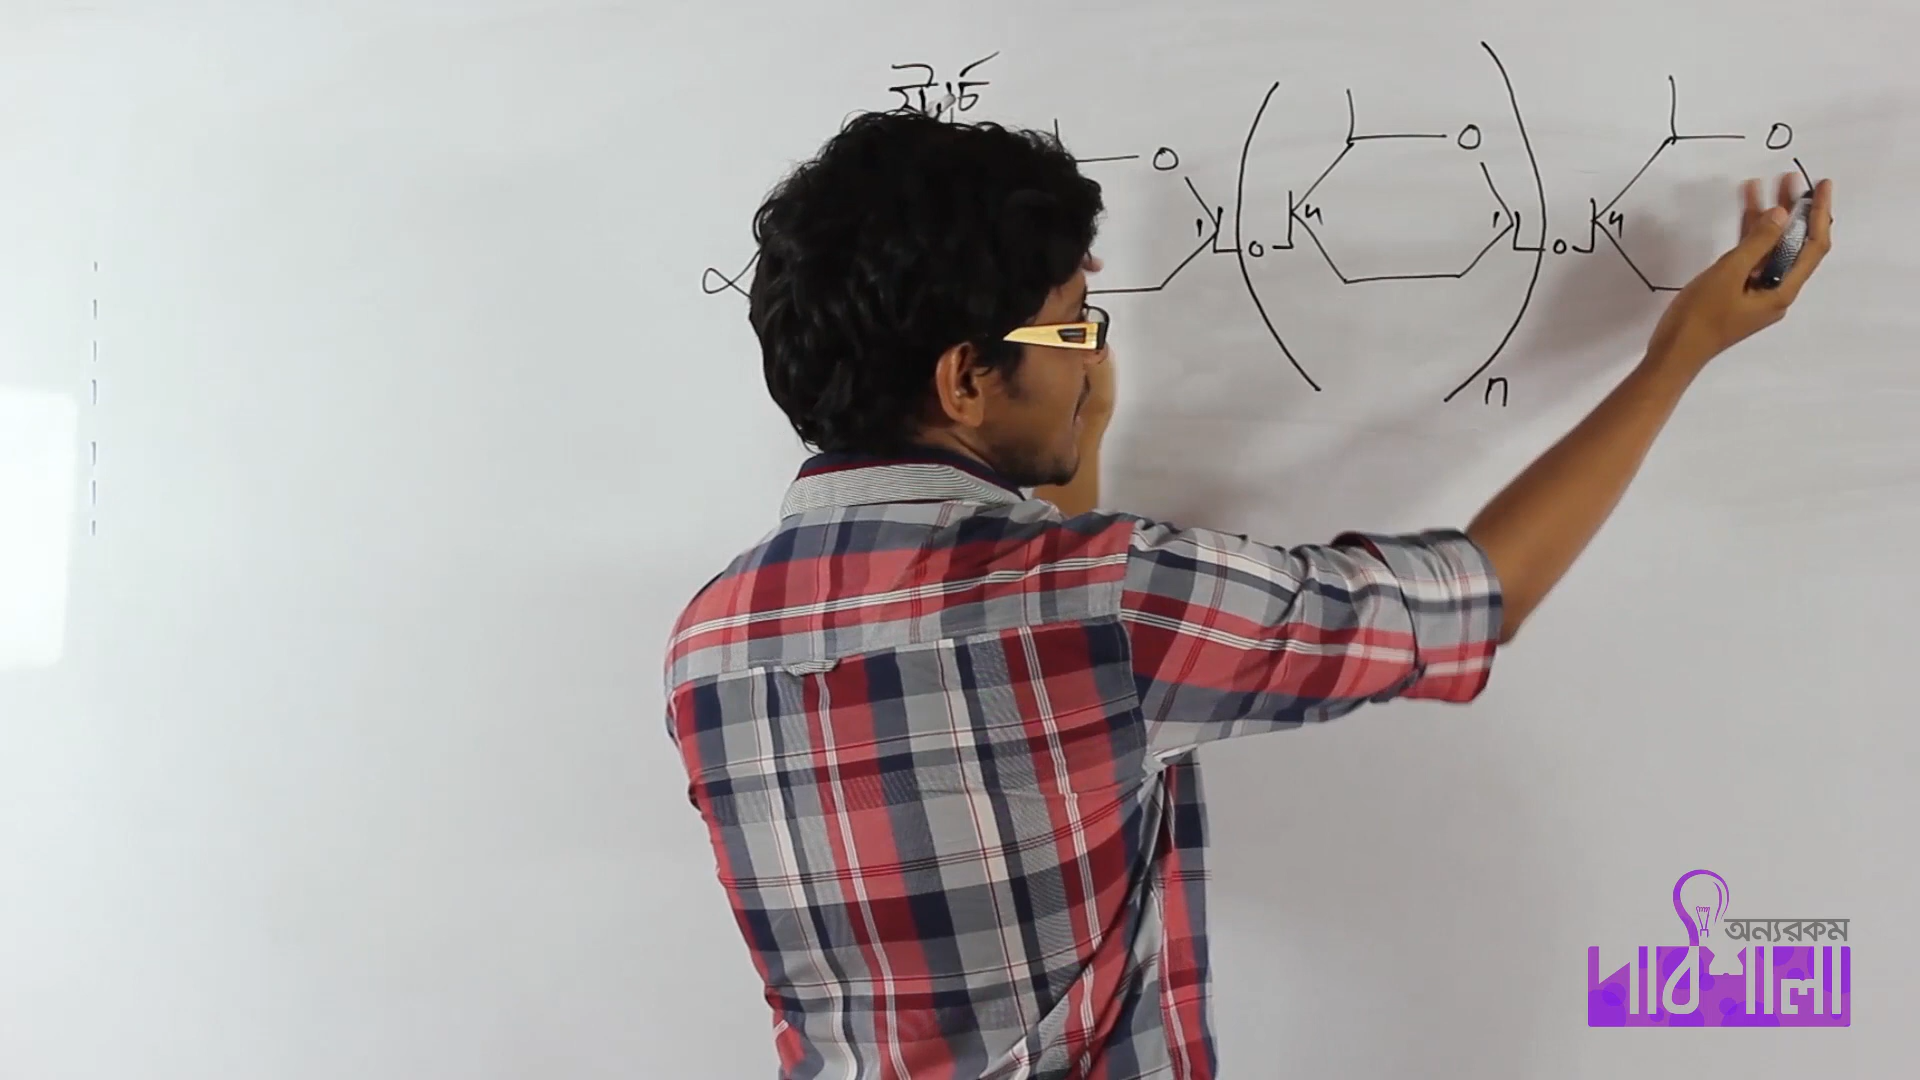 স্টার্চ
O O O
1 O 4 1 O 4
α
n
অন্যরকম
পাঠশালা